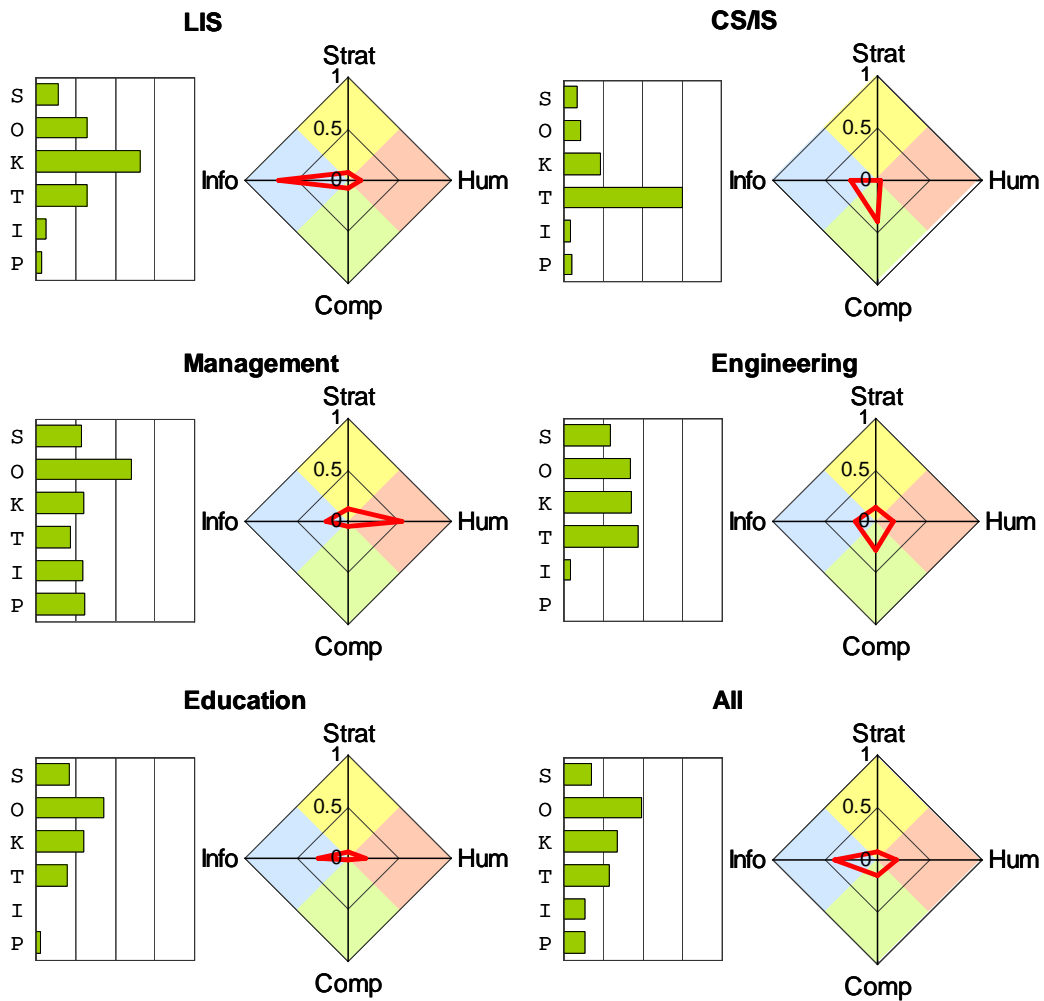 LIS
S
O
K
T
I
P
Strat
1
0.5
Info
0
Hum
Comp
CS/IS
S
O
K
T
I
P
Strat
1
0.5
Info
0
Hum
Comp
Management
S
O
K
T
I
P
Strat
1
0.5
Info
0
Hum
Comp
Engineering
S
O
K
T
I
P
Strat
1
0.5
Info
0
Hum
Comp
Education
S
O
K
T
I
P
Strat
1
0.5
Info
0
Hum
Comp
All
S
O
K
T
I
P
Strat
1
0.5
Info
0
Hum
Comp